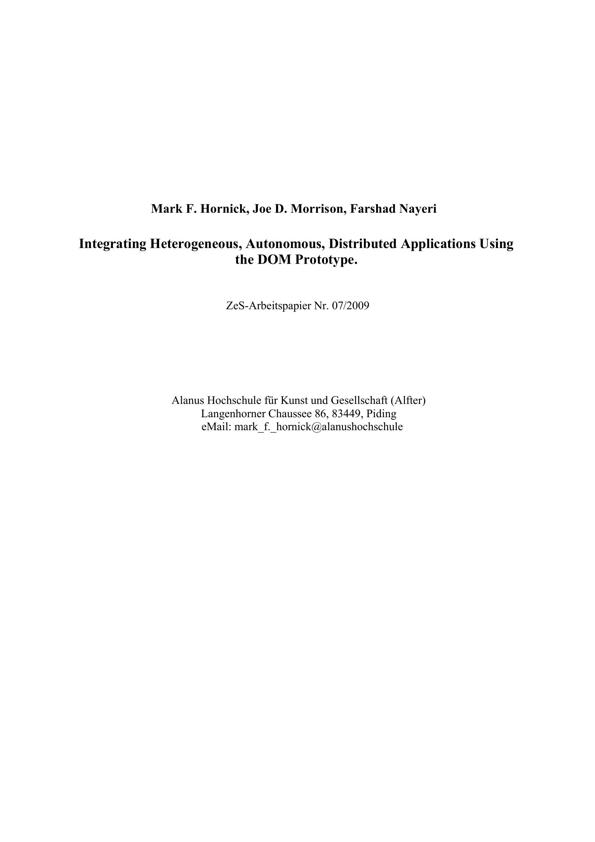 Mark F. Hornick, Joe D. Morrison, Farshad Nayeri
Integrating Heterogeneous, Autonomous, Distributed Applications Using
the DOM Prototype.
ZeS-Arbeitspapier Nr. 07/2009
Alanus Hochschule für Kunst und Gesellschaft (Alfter)
Langenhorner Chaussee 86, 83449, Piding
eMail: mark_f._hornick@alanushochschule